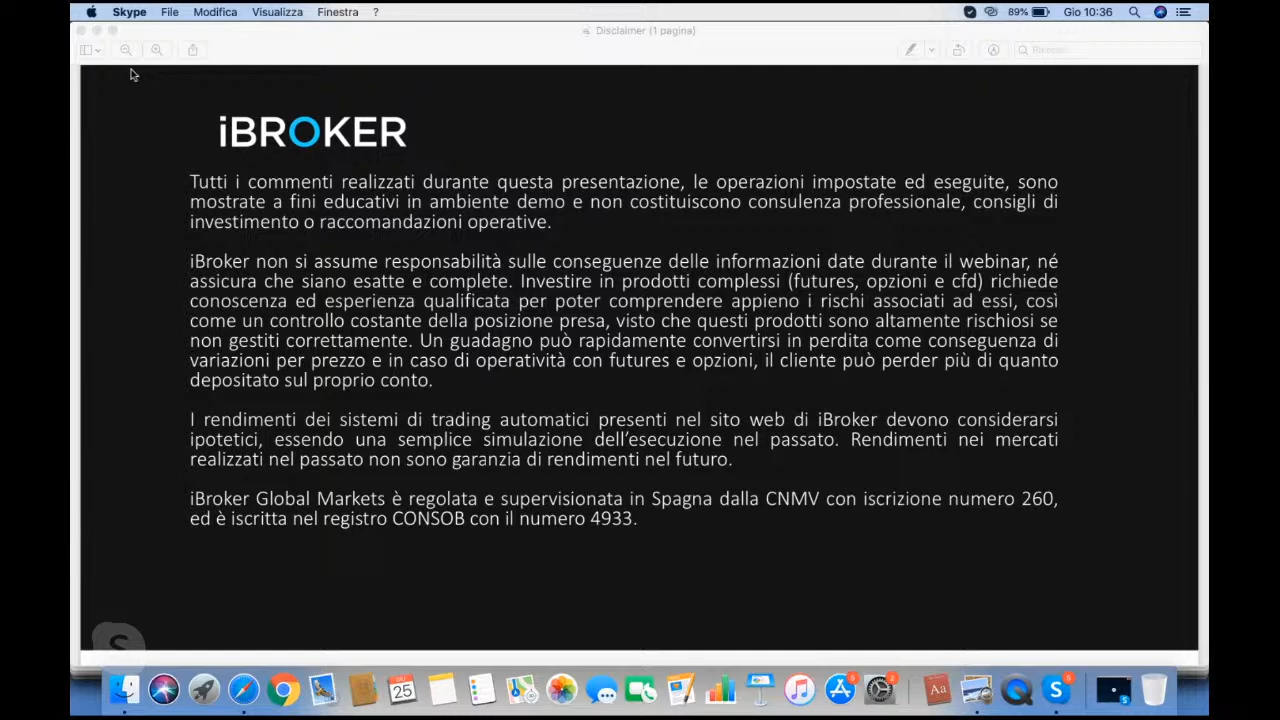 Skype File Modifica Visualizza Finestra ? 89% Gio 10:36
Disclaimer (1 pagina)
iBROKER
Tutti i commenti realizzati durante questa presentazione, le operazioni impostate ed eseguite, sono
mostrate a fini educativi in ambiente demo e non costituiscono consulenza professionale, consigli di
investimento o raccomandazioni operative.
iBroker non si assume responsabilità sulle conseguenze delle informazioni date durante il webinar, né
assicura che siano esatte e complete. Investire in prodotti complessi (futures, opzioni e cfd) richiede
conoscenza ed esperienza qualificata per poter comprendere appieno i rischi associati ad essi, così
come un controllo costante della posizione presa, visto che questi prodotti sono altamente rischiosi se
non gestiti correttamente. Un guadagno può rapidamente convertirsi in perdita come conseguenza di
variazioni per prezzo e in caso di operatività con futures e opzioni, il cliente può perder più di quanto
depositato sul proprio conto.
I rendimenti dei sistemi di trading automatici presenti nel sito web di iBroker devono considerarsi
ipotetici, essendo una semplice simulazione dell'esecuzione nel passato. Rendimenti nei mercati
realizzati nel passato non sono garanzia di rendimenti nel futuro.
iBroker Global Markets è regolata e supervisionata in Spagna dalla CNMV con iscrizione numero 260,
ed è iscritta nel registro CONSOB con il numero 4933.
25 Aa